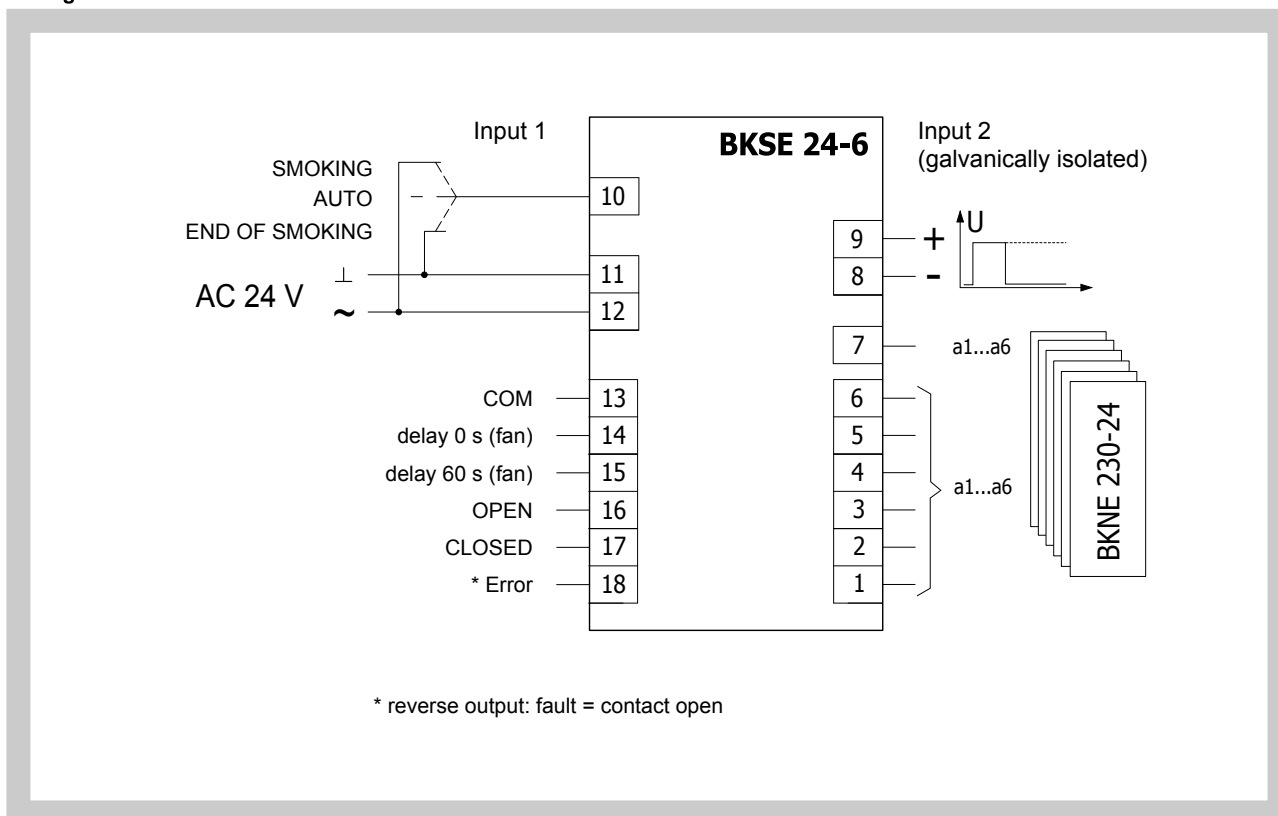 Input 1
BKSE 24-6
Input 2
(galvanically isolated)
SMOKING
AUTO
END OF SMOKING
10
11
12
AC 24 V
⊥
~
9
+
8
-
U
7
a1...a6
COM
13
delay 0 s (fan)
14
delay 60 s (fan)
15
OPEN
16
CLOSED
17
* Error
18
6
5
4
3
2
1
a1...a6
BKNE 230-24
* reverse output: fault = contact open